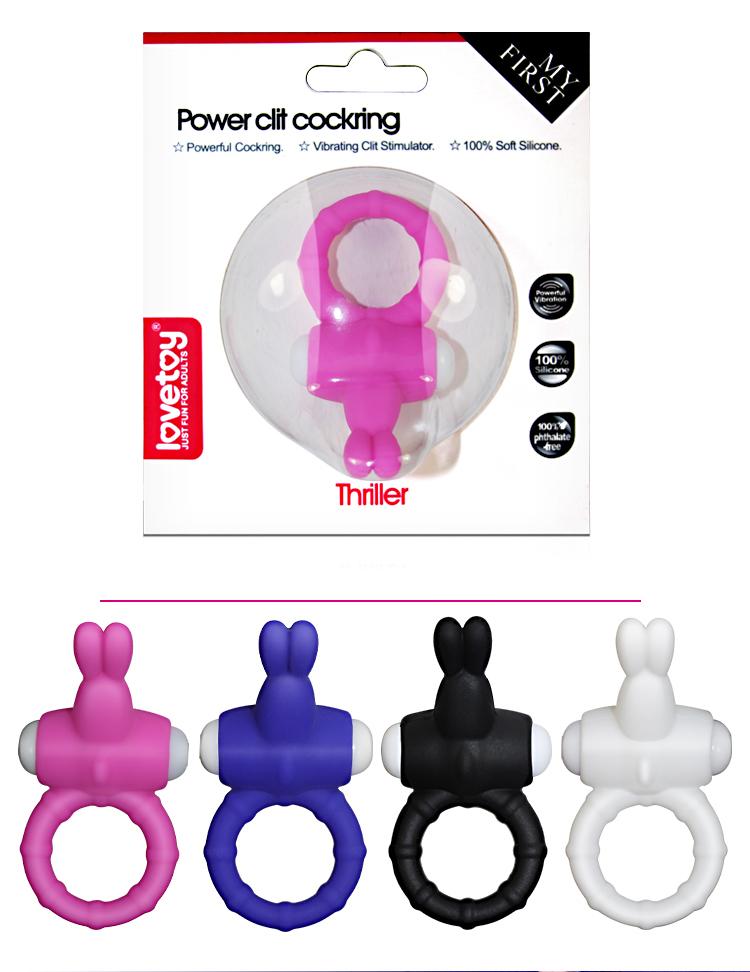 MY
FIRST
Power clit cockring
☆ Powerful Cockring. ☆ Vibrating Clit Stimulator. ☆ 100% Soft Silicone.
Powerful
Vibration
100%
Silicone
100%
phthalate
-free
lovetoy®
JUST FUN FOR ADULTS
Thriller